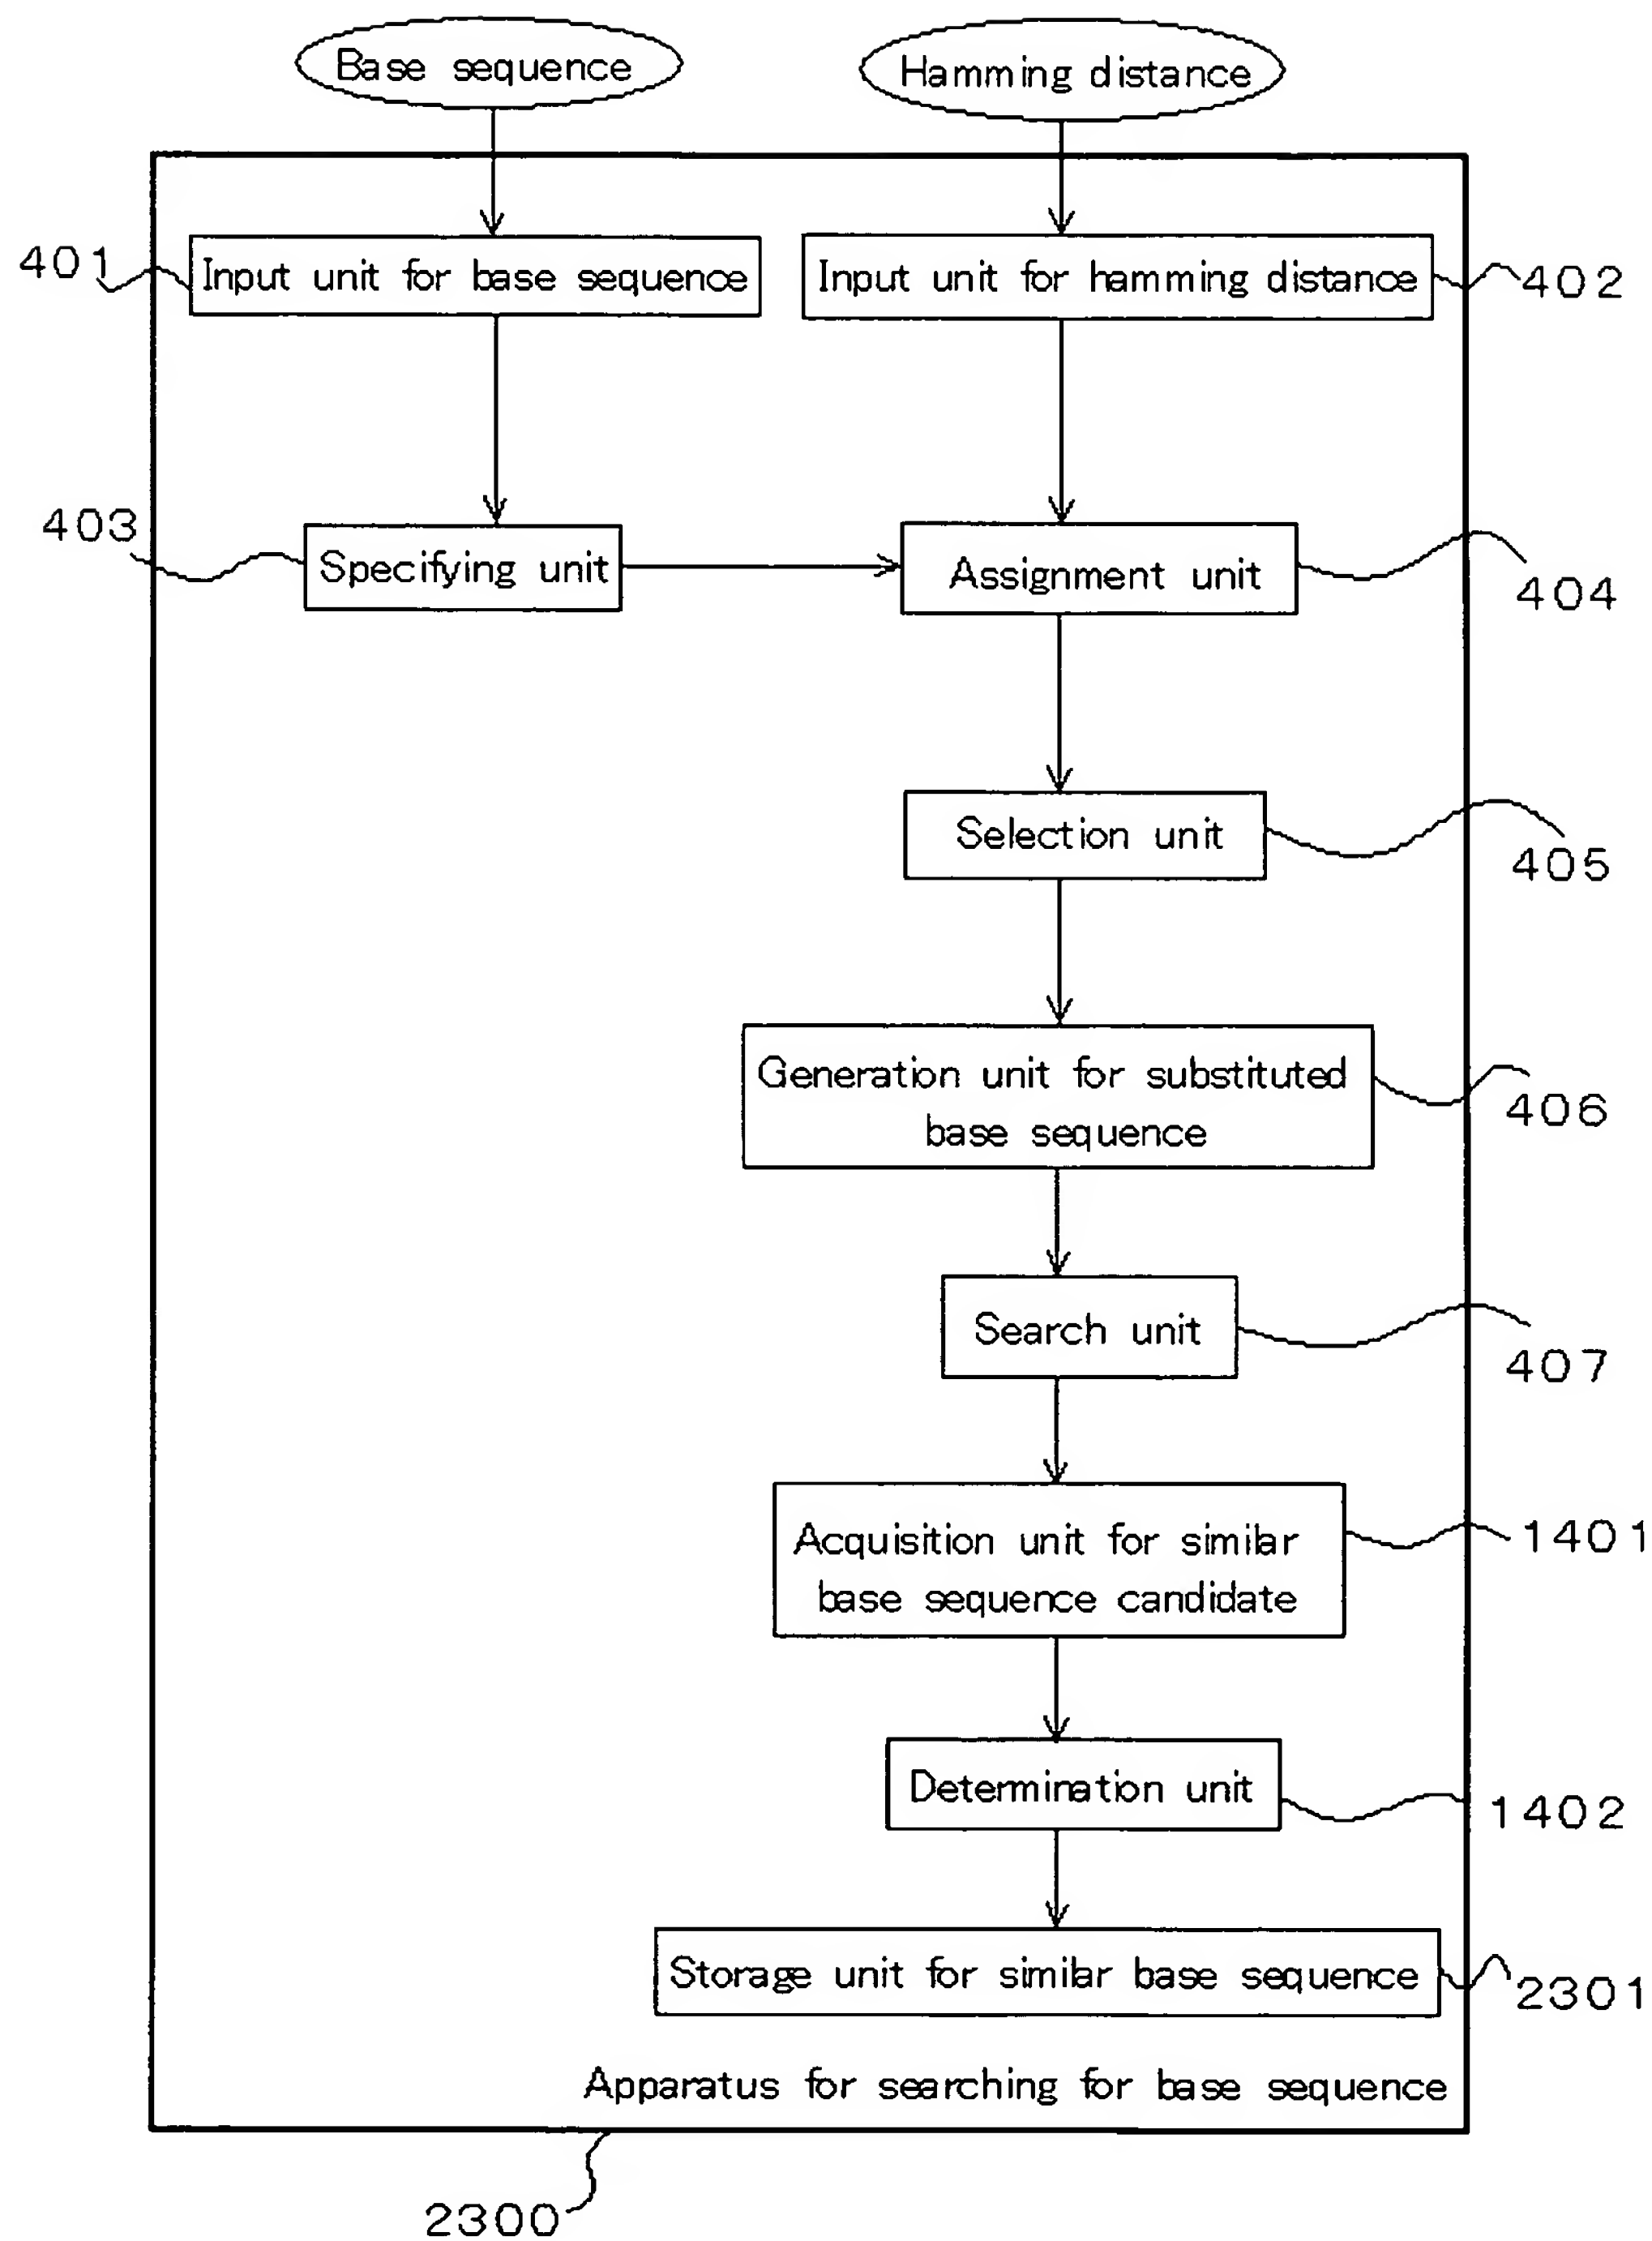 Base sequence
Hamming distance
401
Input unit for base sequence
Input unit for hamming distance
402
403
Specifying unit
Assignment unit
404
Selection unit
405
Generation unit for substituted
base sequence
406
Search unit
407
Acquisition unit for similar
base sequence candidate
1401
Determination unit
1402
Storage unit for similar base sequence
2301
Apparatus for searching for base sequence
2300